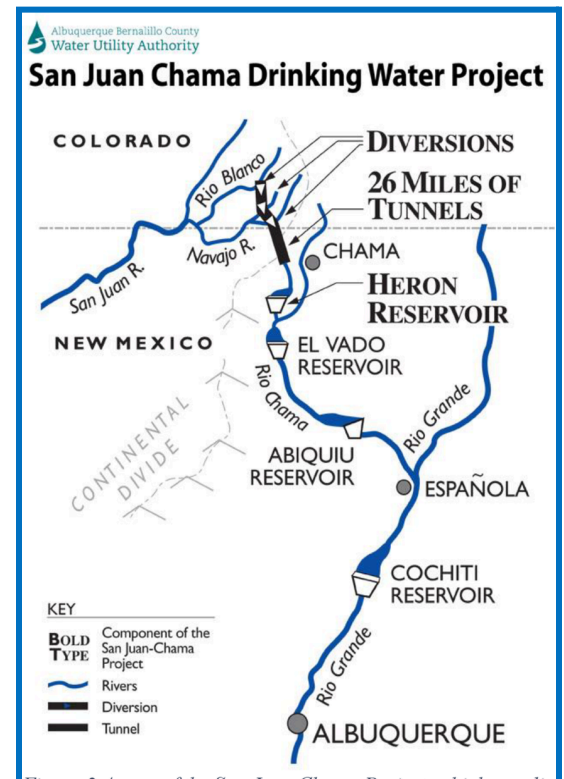 Albuquerque Bernalillo County
Water Utility Authority
San Juan Chama Drinking Water Project
COLORADO
DIVERSIONS
Rio Blanco
26 MILES OF
TUNNELS
Navajo R.
CHAMA
San Juan R.
HERON
RESERVOIR
NEW MEXICO
EL VADO
RESERVOIR
Rio Chama
Rio Grande
CONTINENTAL
DIVIDE
ABIQUIU
RESERVOIR
ESPAÑOLA
COCHITI
RESERVOIR
KEY
BOLD
TYPE
Component of the
San Juan-Chama
Project
Rivers
Diversion
Tunnel
Rio Grande
ALBUQUERQUE